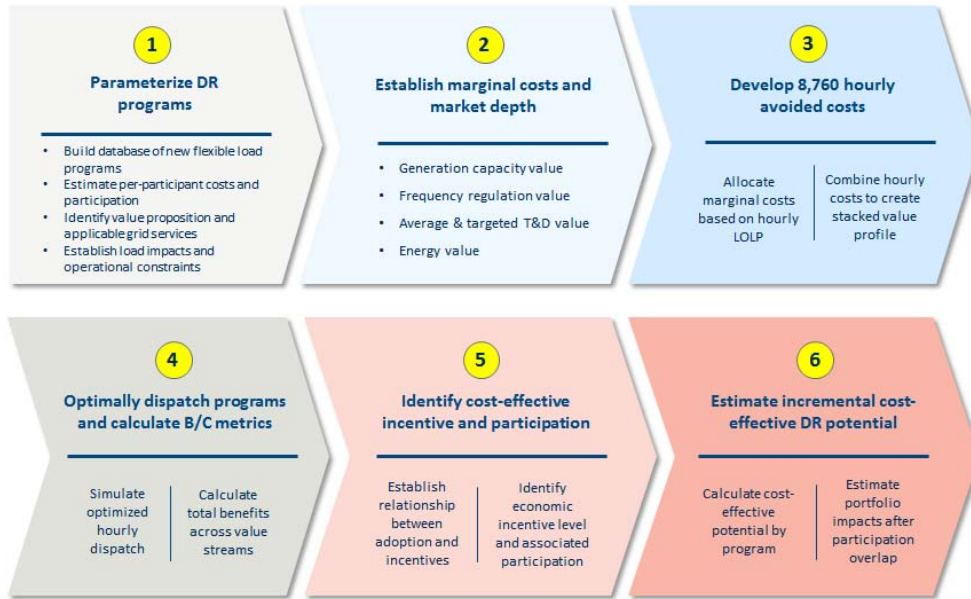 1
Parameterize DR
programs
• Build database of new flexible load
programs
• Estimate per-participant costs and
participation
• Identify value proposition and
applicable grid services
• Establish load impacts and
operational constraints
2
Establish marginal costs and
market depth
• Generation capacity value
• Frequency regulation value
• Average & targeted T&D value
• Energy value
3
Develop 8,760 hourly
avoided costs
Allocate
marginal costs
based on hourly
LOLP
Combine hourly
costs to create
stacked value
profile
4
Optimally dispatch programs
and calculate B/C metrics
Simulate
optimized
hourly
dispatch
Calculate
total benefits
across value
streams
5
Identify cost-effective
incentive and participation
Establish
relationship
between
adoption and
incentives
Identify
economic
incentive level
and associated
participation
6
Estimate incremental cost-
effective DR potential
Calculate cost-
effective
potential by
program
Estimate
portfolio
impacts after
participation
overlap